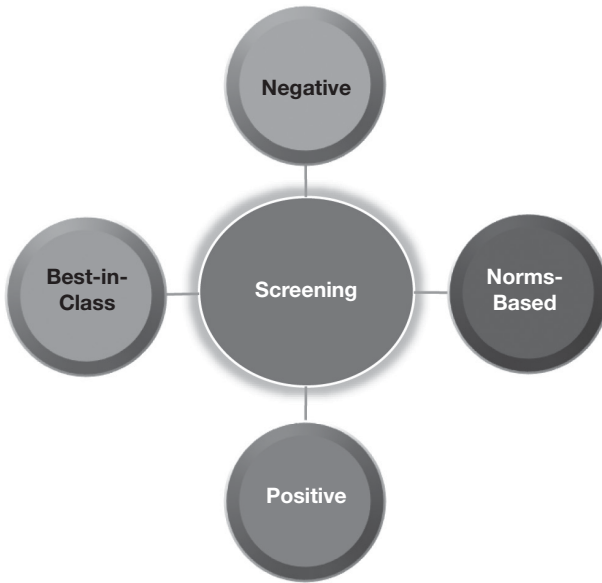 Negative
Best-in-
Class
Screening
Norms-
Based
Positive